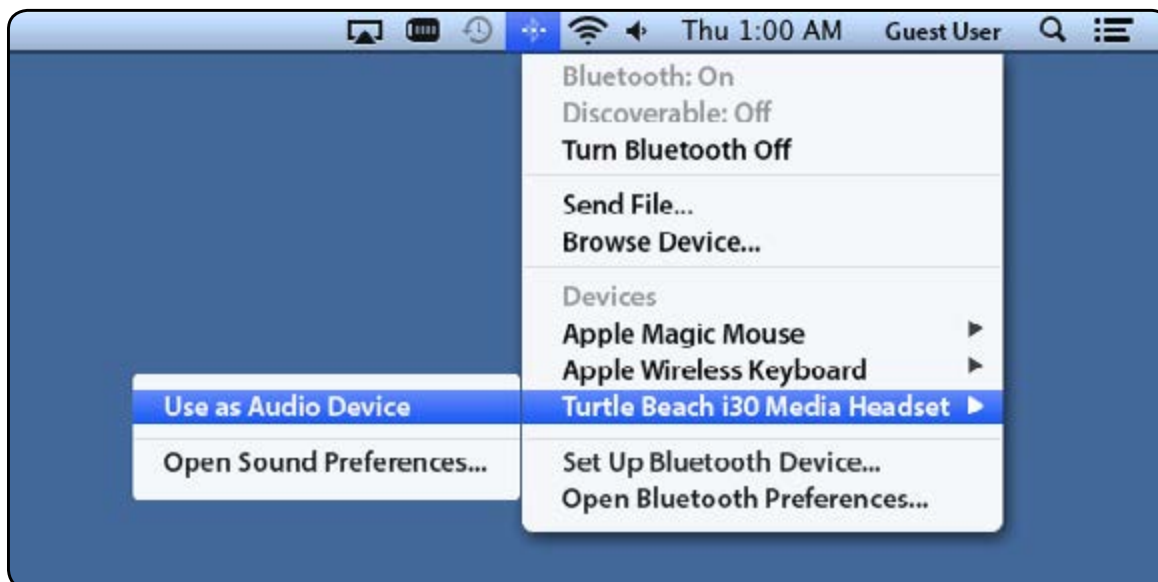 Thu 1:00 AM Guest User
Bluetooth: On
Discoverable: Off
Turn Bluetooth Off
Send File...
Browse Device...
Devices
Apple Magic Mouse
Apple Wireless Keyboard
Turtle Beach i30 Media Headset
Use as Audio Device
Open Sound Preferences...
Set Up Bluetooth Device...
Open Bluetooth Preferences...